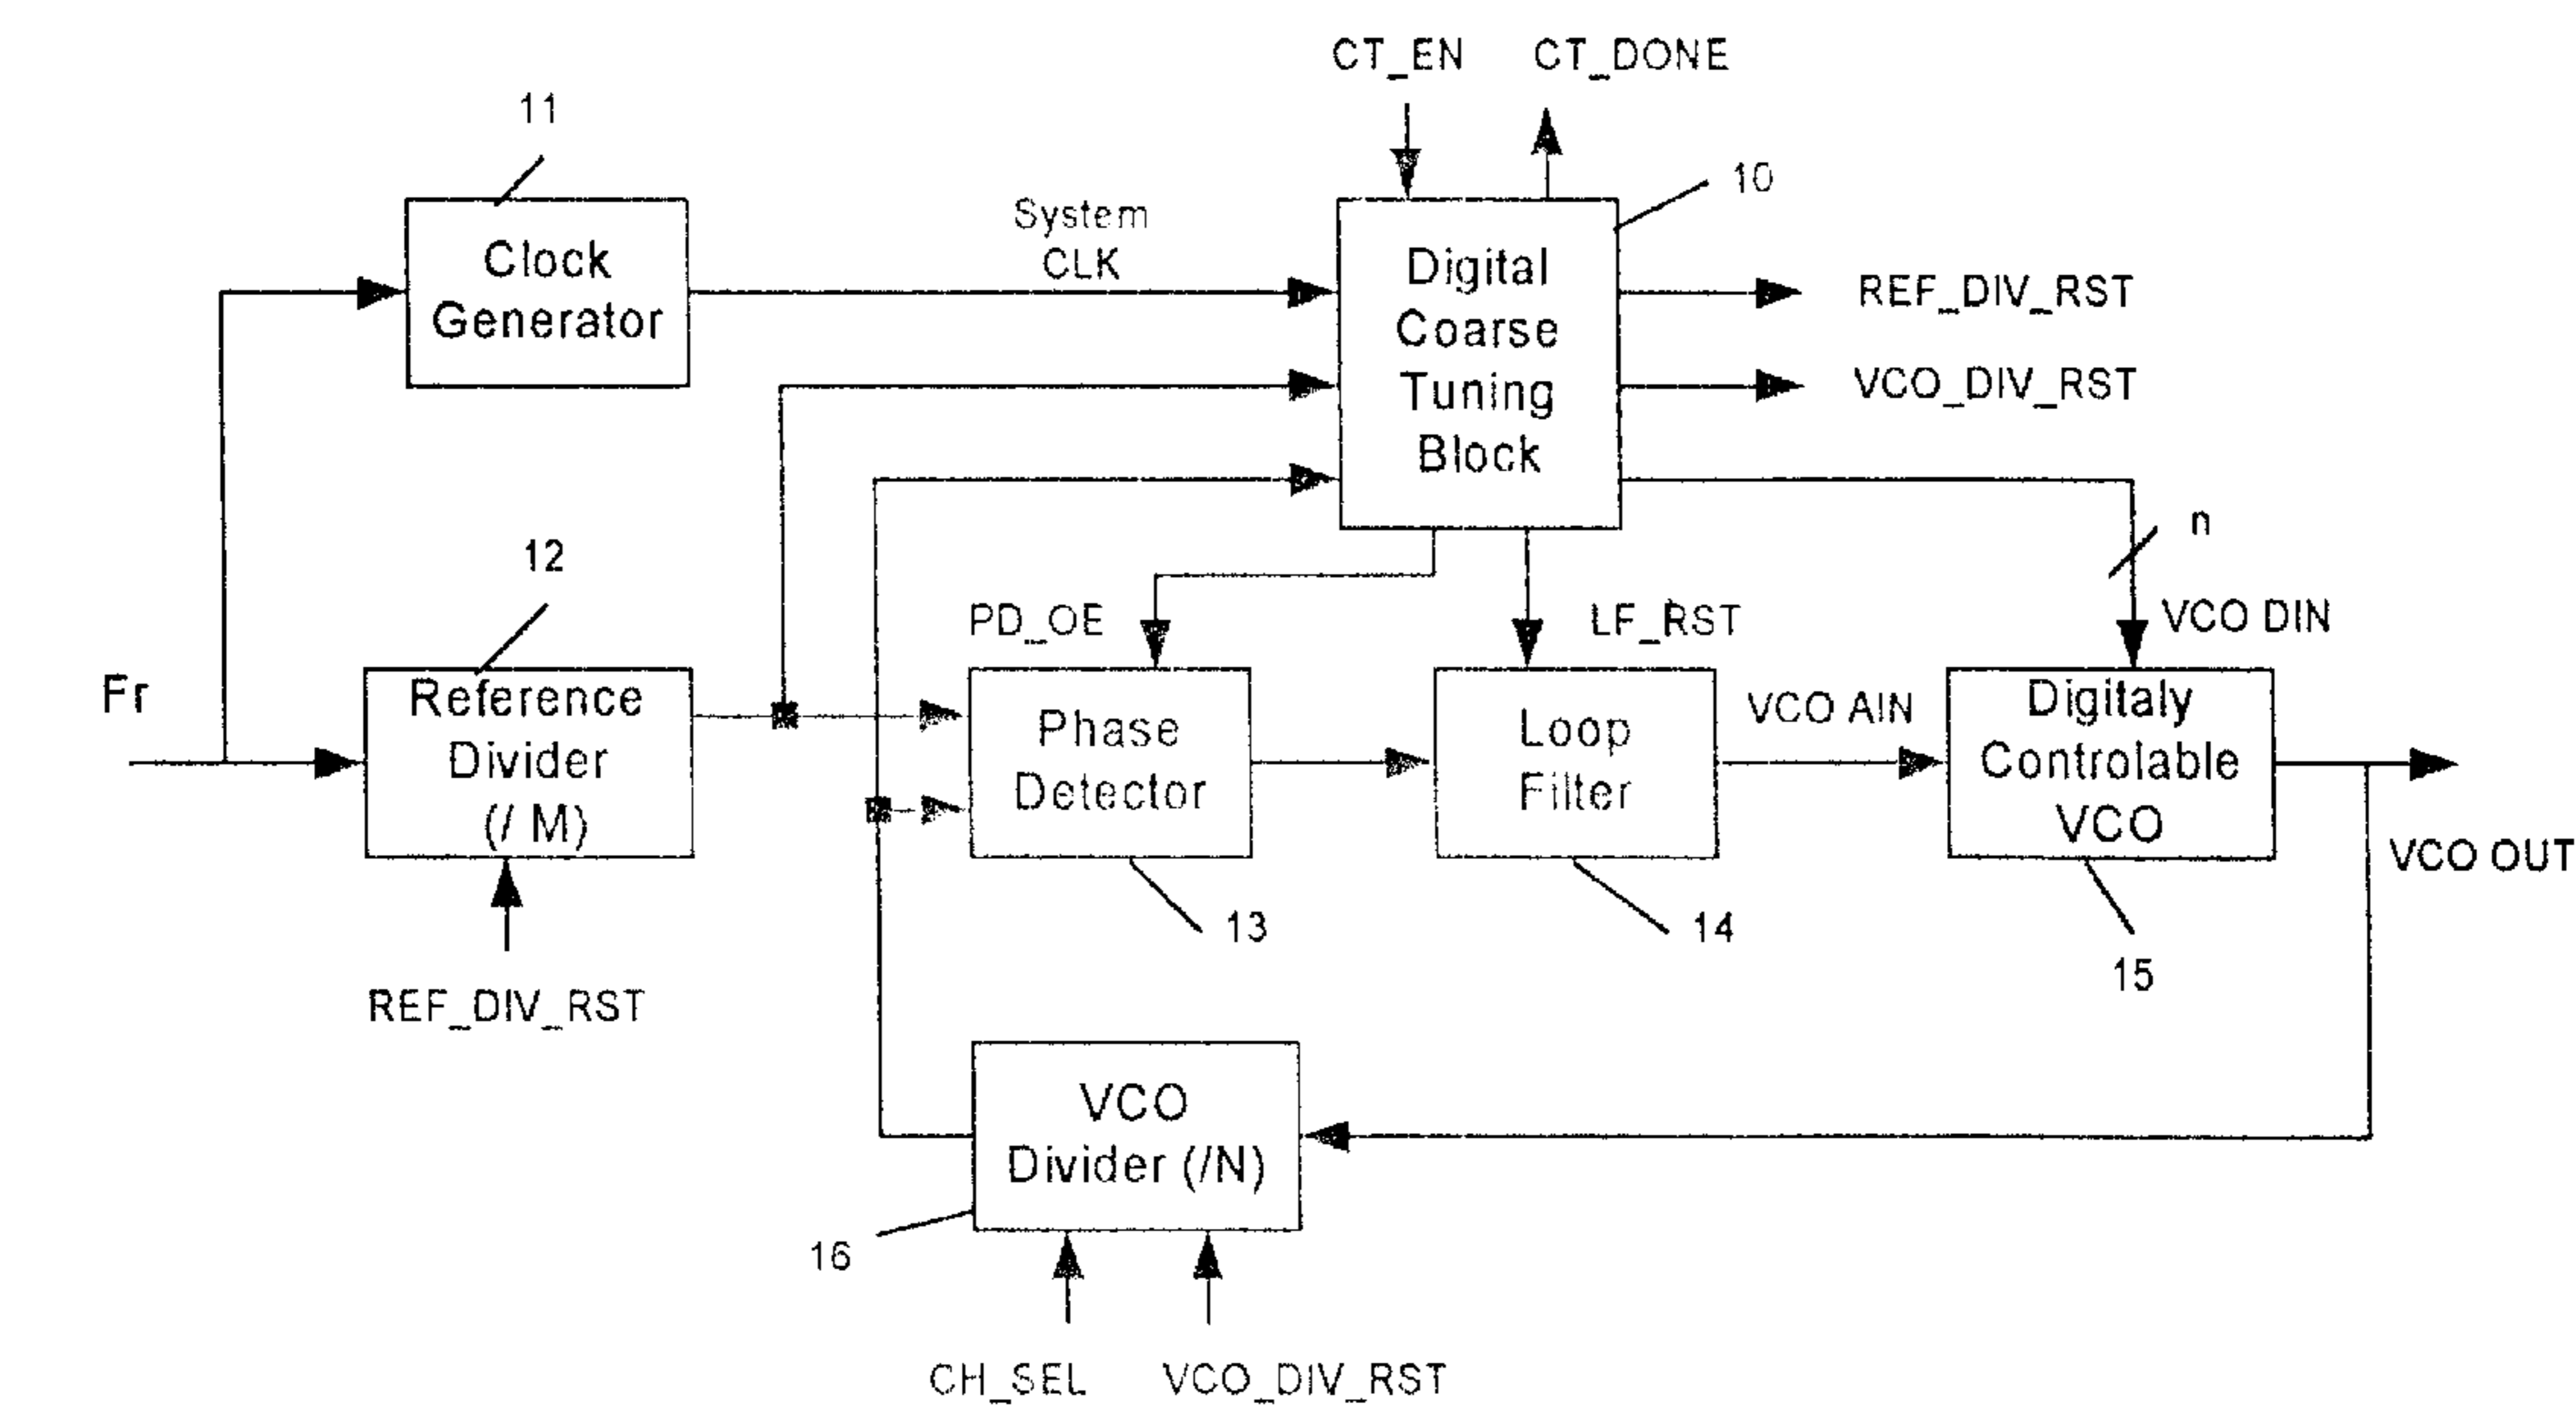 CT_EN
CT_DONE
11
10
Clock
Generator
System
CLK
Digital
Coarse
Tuning
Block
REF_DIV_RST
VCO_DIV_RST
n
12
PD_OE
LF_RST
VCO DIN
Fr
Reference
Divider
(/ M)
Phase
Detector
Loop
Filter
VCO AIN
Digitaly
Controlable
VCO
VCO OUT
13
14
15
REF_DIV_RST
VCO
Divider (/N)
16
CH_SEL
VCO_DIV_RST